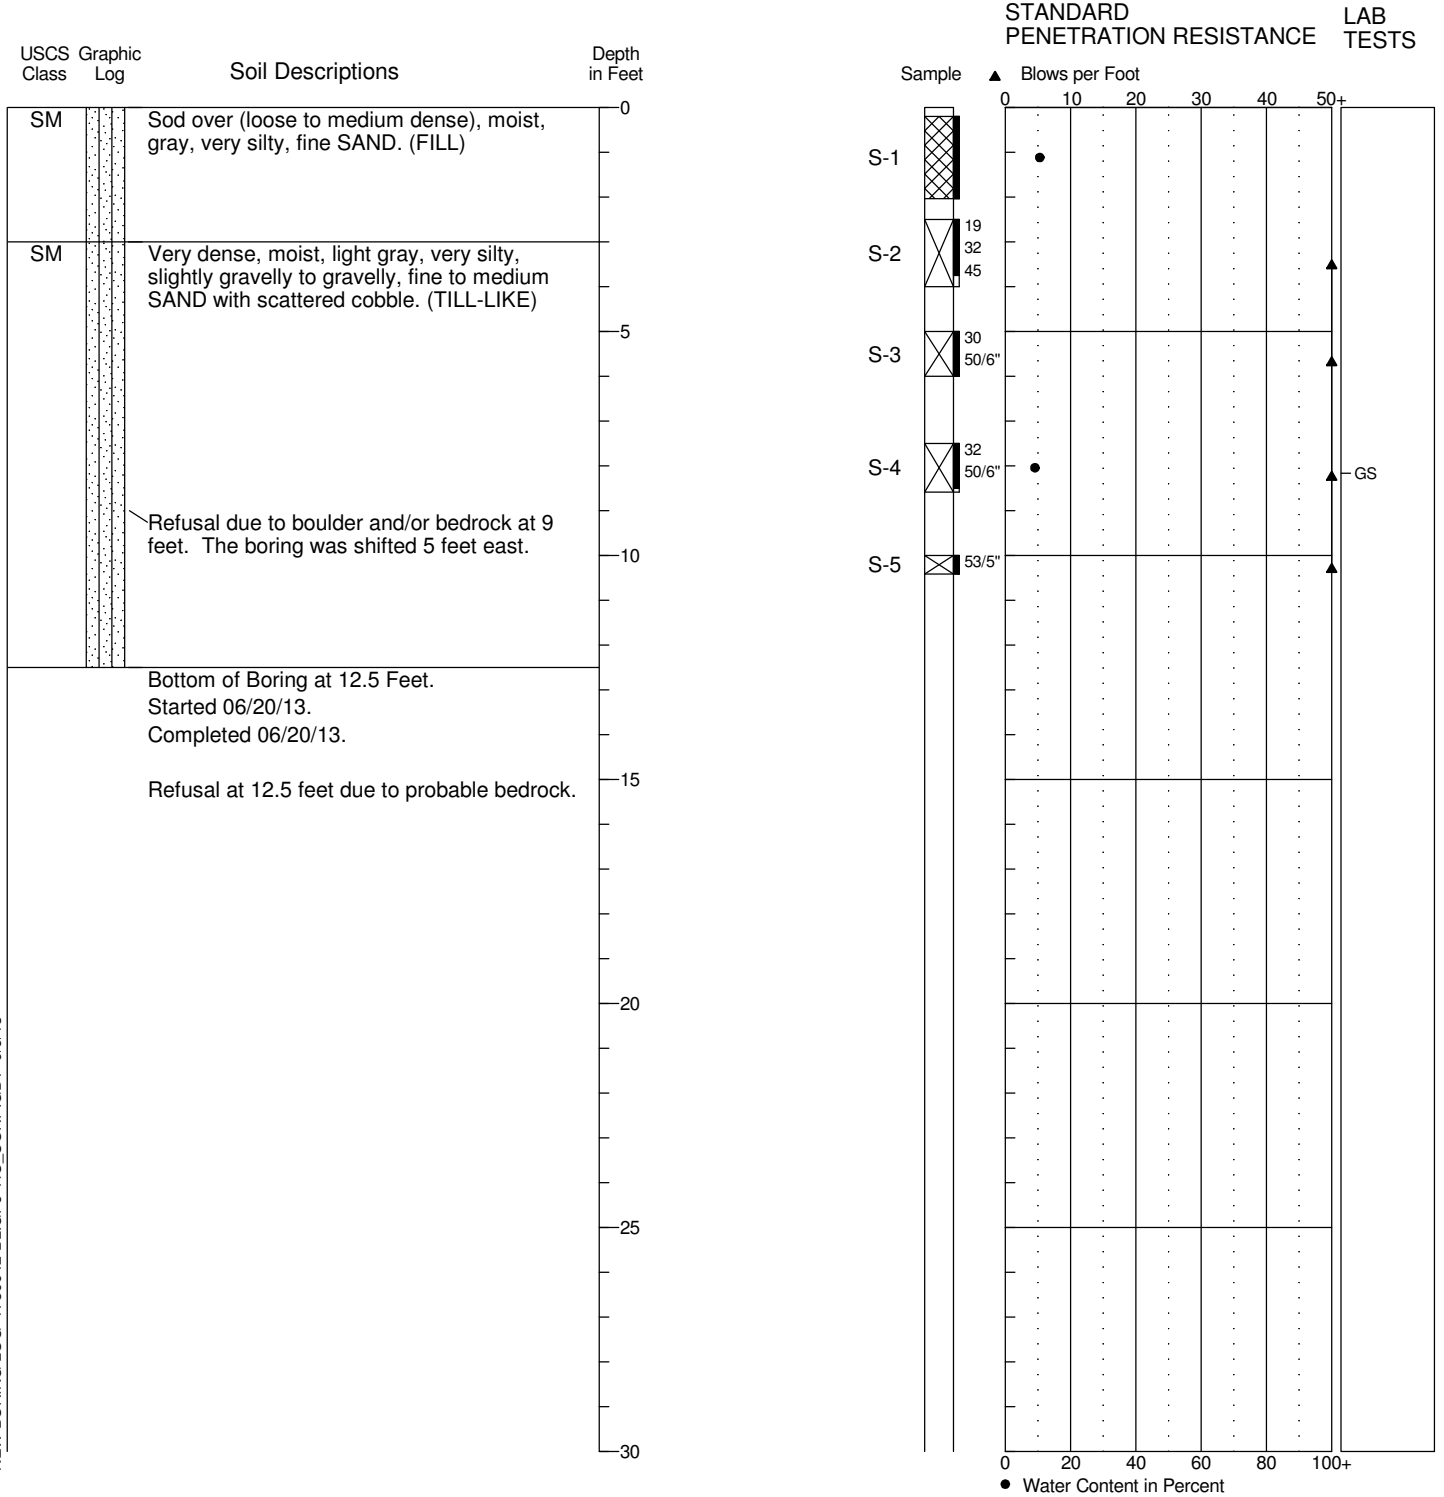 STANDARD
PENETRATION RESISTANCE
LAB
TESTS
USCS Graphic
Class Log
Soil Descriptions
Depth
in Feet
Sample
▲ Blows per Foot
0 10 20 30 40 50+
0
SM
Sod over (loose to medium dense), moist,
gray, very silty, fine SAND. (FILL)
S-1
SM
Very dense, moist, light gray, very silty,
slightly gravelly to gravelly, fine to medium
SAND with scattered cobble. (TILL-LIKE)
S-2
19
32
45
5
S-3
30
50/6"
S-4
32
50/6"
GS
Refusal due to boulder and/or bedrock at 9
feet. The boring was shifted 5 feet east.
10
S-5
53/5"
Bottom of Boring at 12.5 Feet.
Started 06/20/13.
Completed 06/20/13.
Refusal at 12.5 feet due to probable bedrock.
15
20
25
30
0 20 40 60 80 100+
● Water Content in Percent